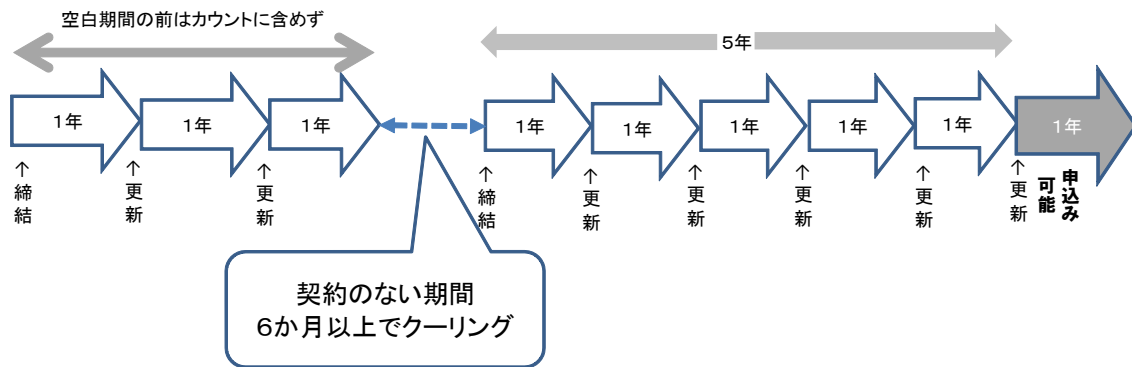 空白期間の前はカウントに含めず
5年
1年
1年
1年
1年
1年
1年
1年
1年
1年
↑締結
↑更新
↑更新
↑締結
↑更新
↑更新
↑更新
↑更新
↑更新
申込み
可能
契約のない期間
6か月以上でクーリング